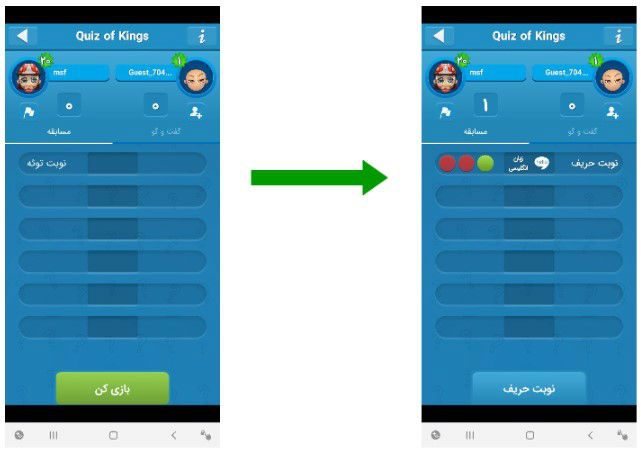 Quiz of Kings
۲۰
۱
msf
Guest_704...
۰
۰
مسابقه
گفت و گو
نوبت توئه
بازی کن
Quiz of Kings
۲۰
۱
msf
Guest_704...
۱
۰
مسابقه
گفت و گو
زبان
انگلیسی
Hello
نوبت حریف
نوبت حریف